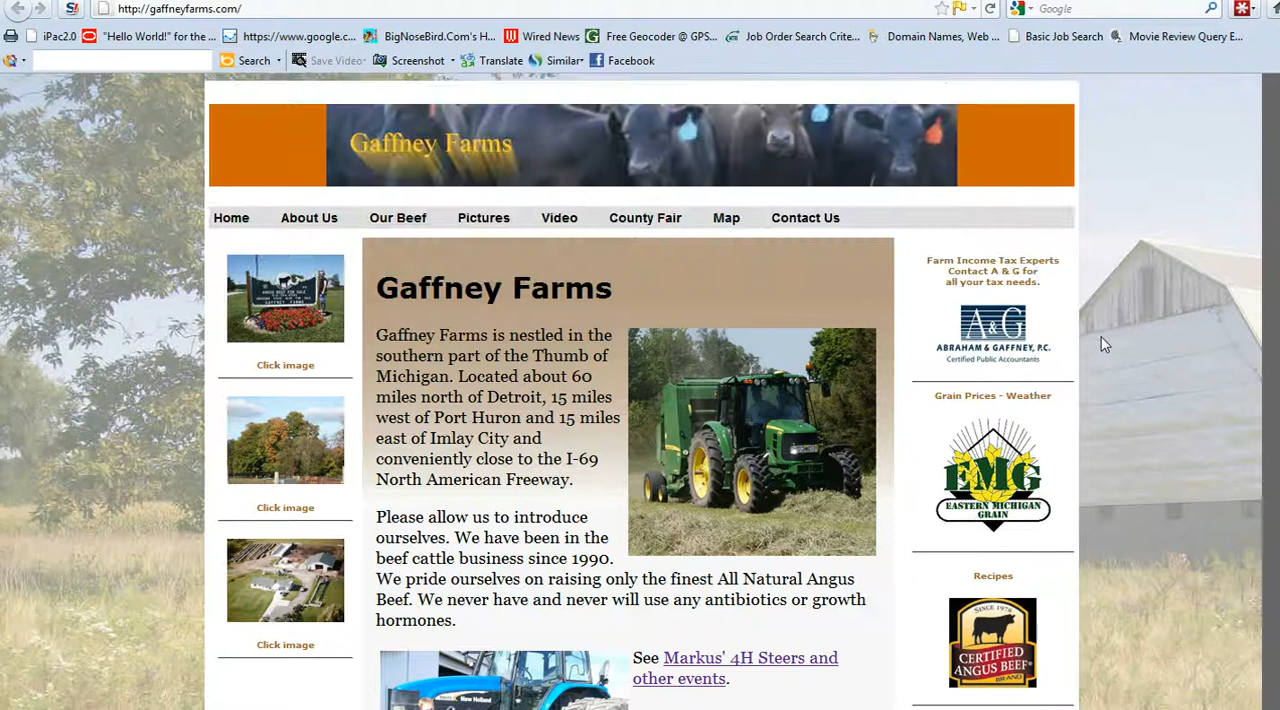 http://gaffneyfarms.com/
Google
iPac2.0
"Hello World!" for the ...
https://www.google.c...
BigNoseBird.Com's H...
Wired News
Free Geocoder @ GPS...
Job Order Search Crite...
Domain Names, Web ...
Basic Job Search
Movie Review Query E...
Search
Save Video
Screenshot
Translate
Similar
Facebook
Gaffney Farms
Home
About Us
Our Beef
Pictures
Video
County Fair
Map
Contact Us
Click image
Click image
Click image
Gaffney Farms
Gaffney Farms is nestled in the
southern part of the Thumb of
Michigan. Located about 60
miles north of Detroit, 15 miles
west of Port Huron and 15 miles
east of Imlay City and
conveniently close to the I-69
North American Freeway.
Please allow us to introduce
ourselves. We have been in the
beef cattle business since 1990.
We pride ourselves on raising only the finest All Natural Angus
Beef. We never have and never will use any antibiotics or growth
hormones.
See Markus' 4H Steers and
other events.
New Holland
Farm Income Tax Experts
Contact A & G for
all your tax needs.
A&G
ABRAHAM & GAFFNEY, P.C.
Certified Public Accountants
Grain Prices - Weather
EMG
EASTERN MICHIGAN
GRAIN
Recipes
SINCE 1978
CERTIFIED
ANGUS BEEF
BRAND